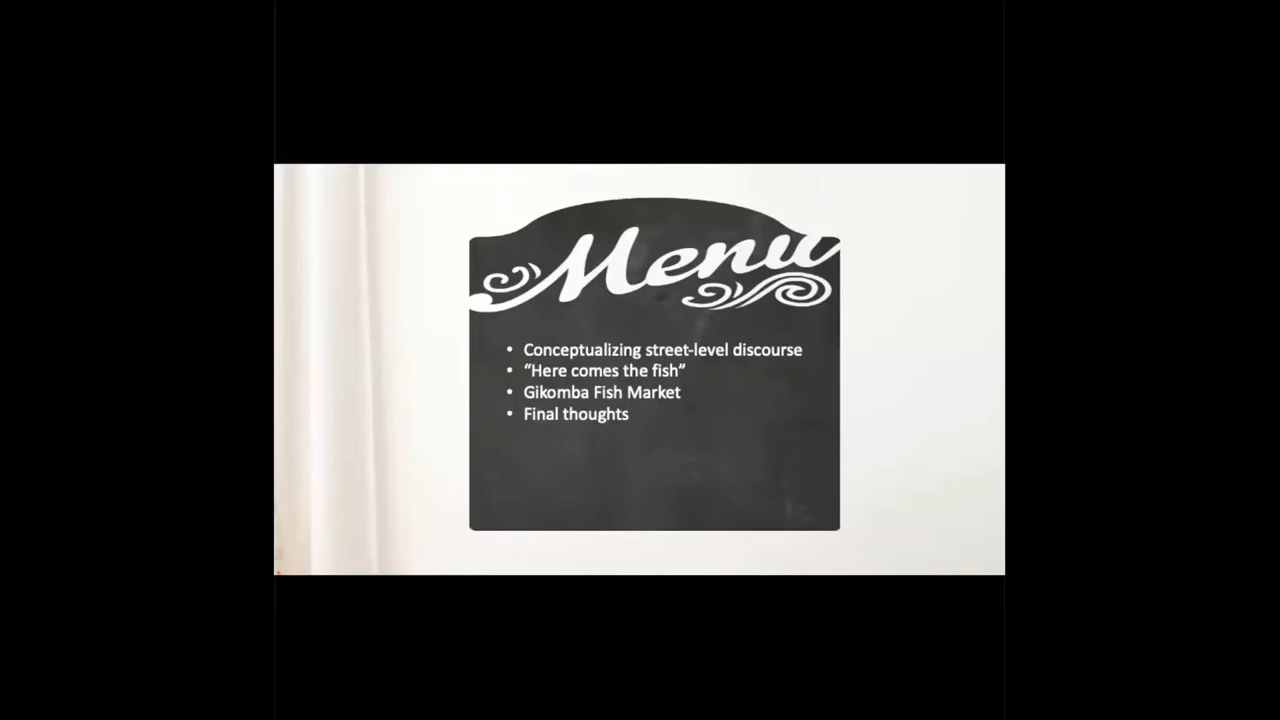 Menu
• Conceptualizing street-level discourse
• “Here comes the fish”
• Gikomba Fish Market
• Final thoughts